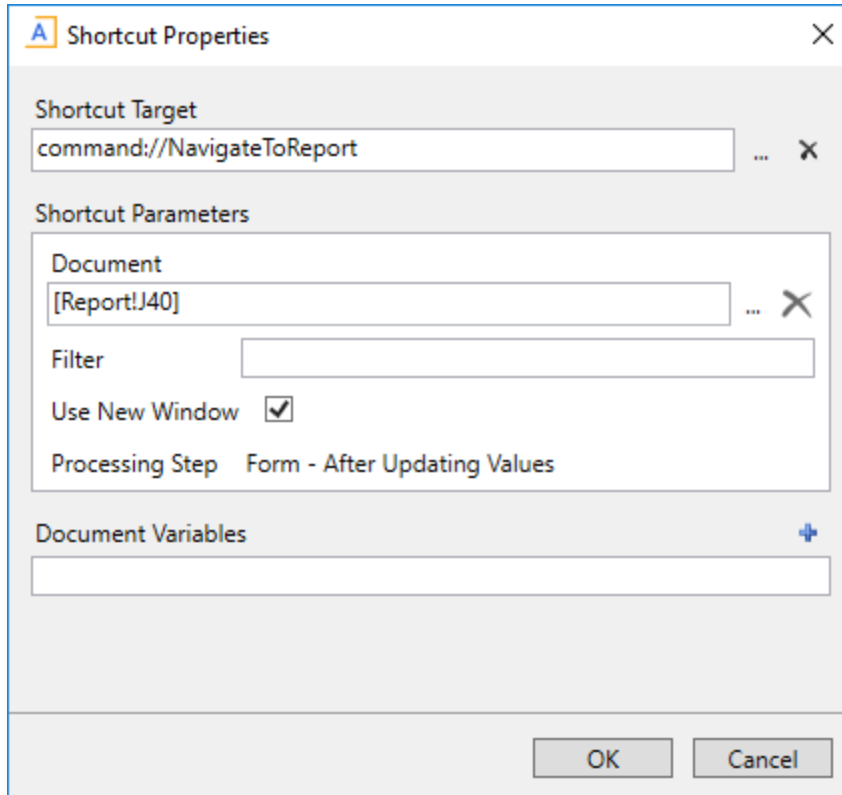 A Shortcut Properties
Shortcut Target
command://NavigateToReport
...
Shortcut Parameters
Document
[Report!J40]
...
Filter
Use New Window
Processing Step Form - After Updating Values
Document Variables
OK Cancel